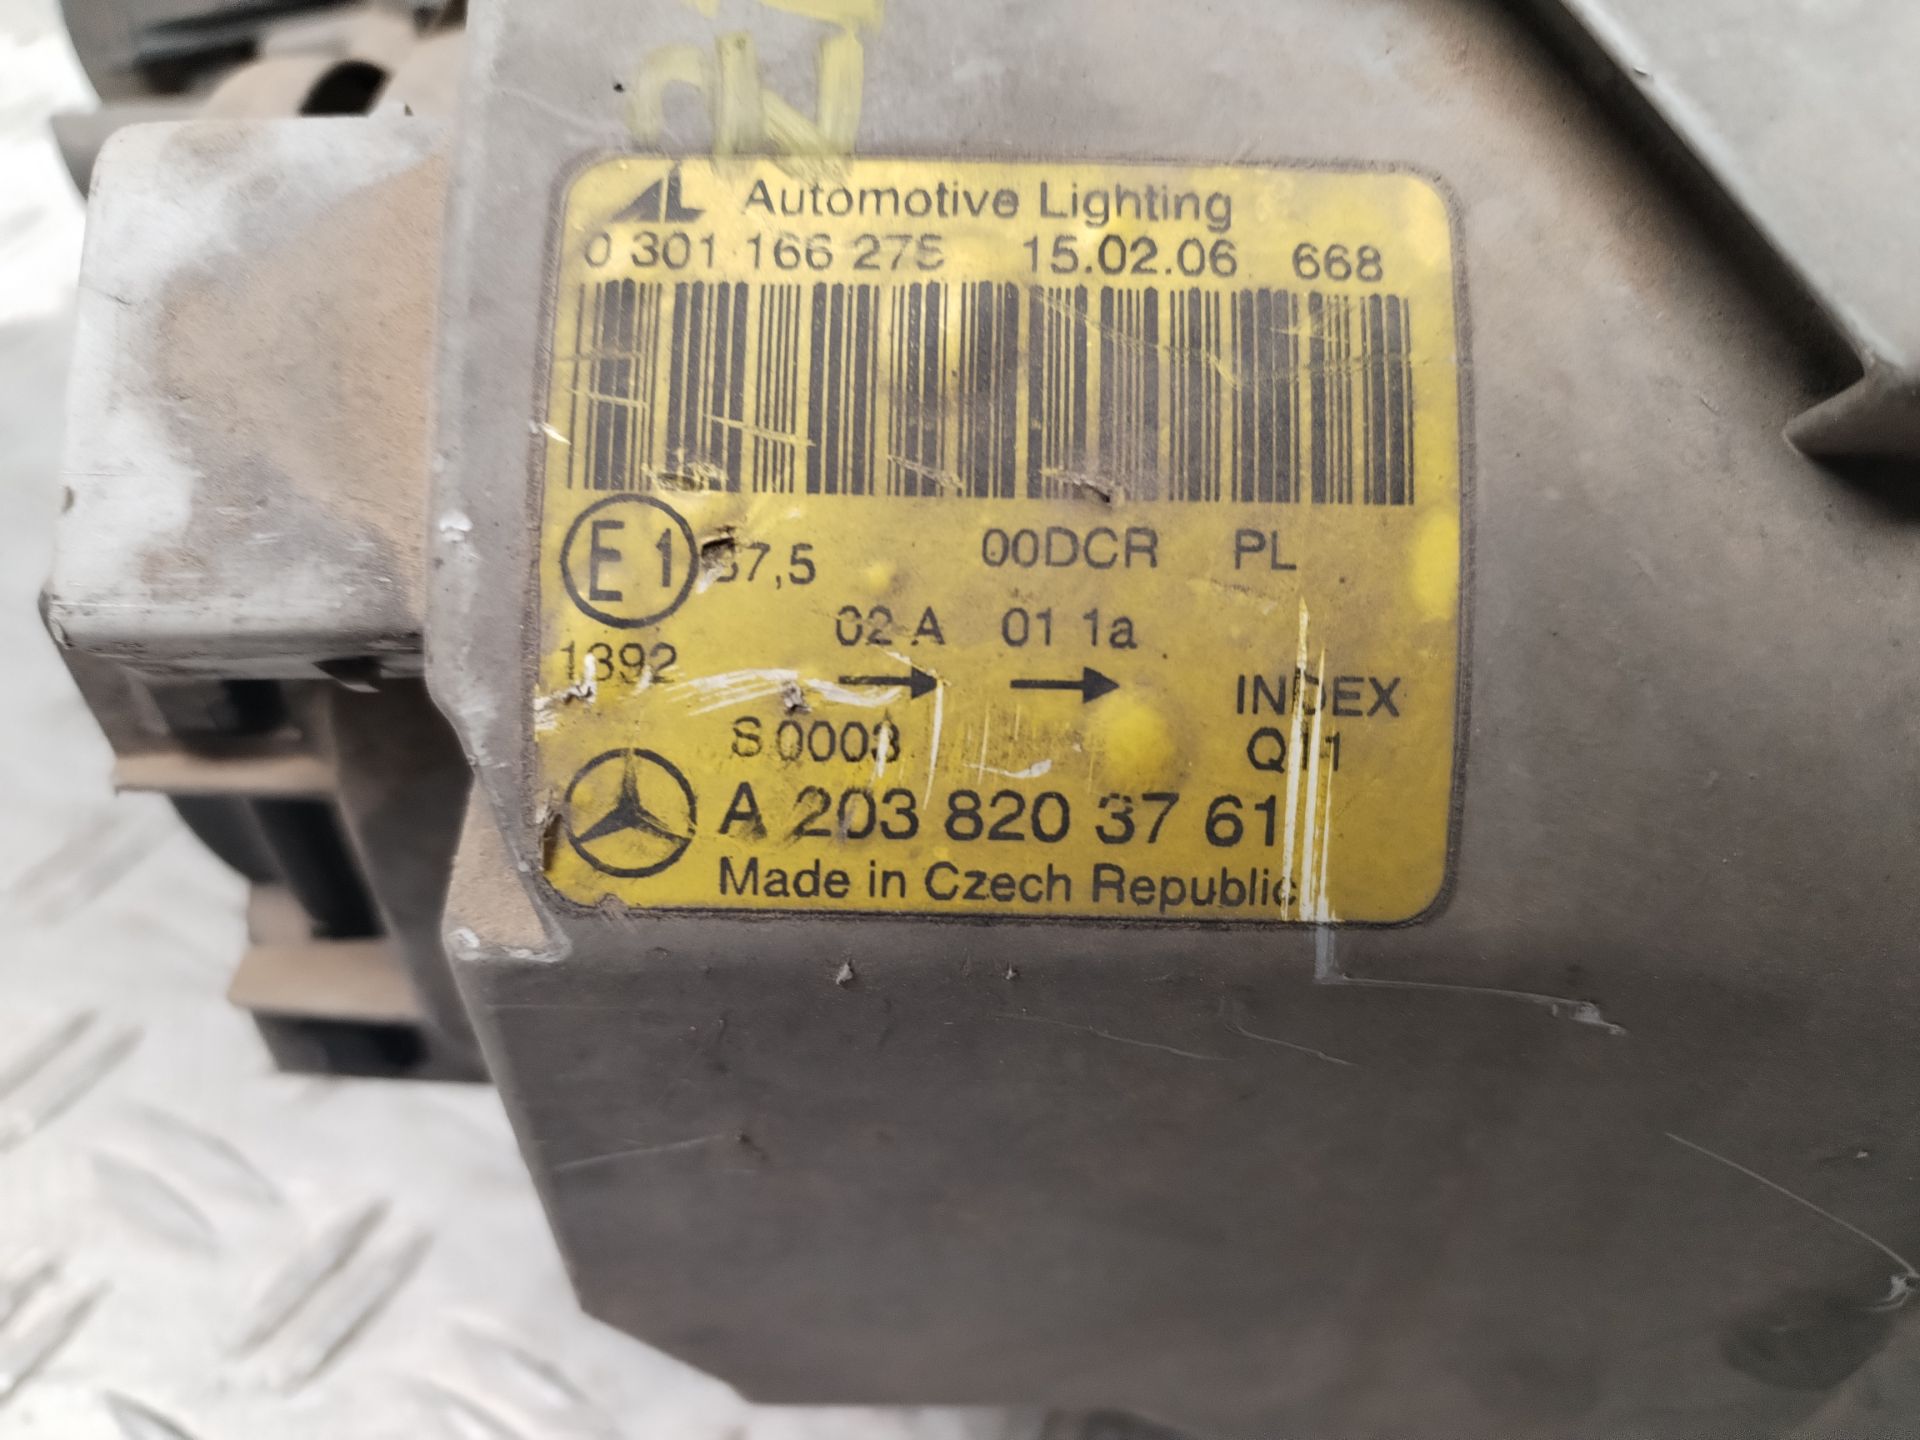 AL Automotive Lighting
0 301 166 275 15.02.06 668
E1 37,5 00DCR PL
1392 02 A 01 1a
INDEX
S 0003 Q11
A 203 820 37 61
Made in Czech Republic